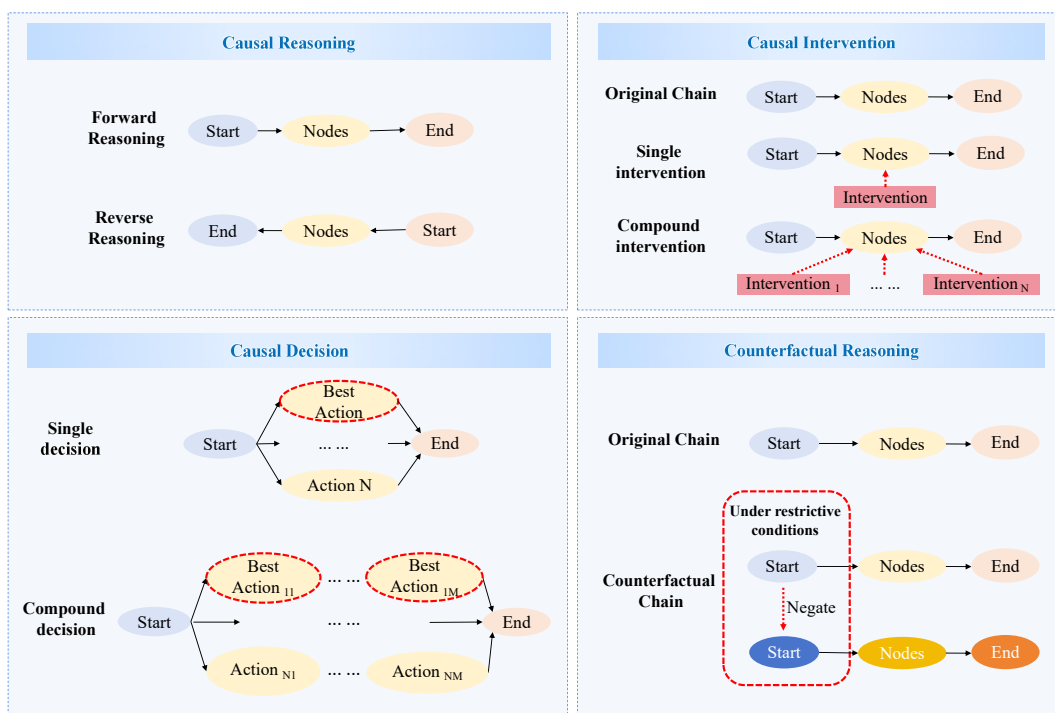 Causal Reasoning
Forward
Reasoning
Start
Nodes
End
Reverse
Reasoning
End
Nodes
Start
Causal Intervention
Original Chain
Start
Nodes
End
Single
intervention
Start
Nodes
End
Intervention
Compound
intervention
Start
Nodes
End
Intervention 1
... ...
Intervention N
Causal Decision
Single
decision
Start
Best
Action
... ...
Action N
End
Compound
decision
Start
Best
Action 11
... ...
Best
Action 1M
... ...
Action N1
... ...
Action NM
End
Counterfactual Reasoning
Original Chain
Start
Nodes
End
Counterfactual
Chain
Under restrictive
conditions
Start
Nodes
End
Negate
Start
Nodes
End